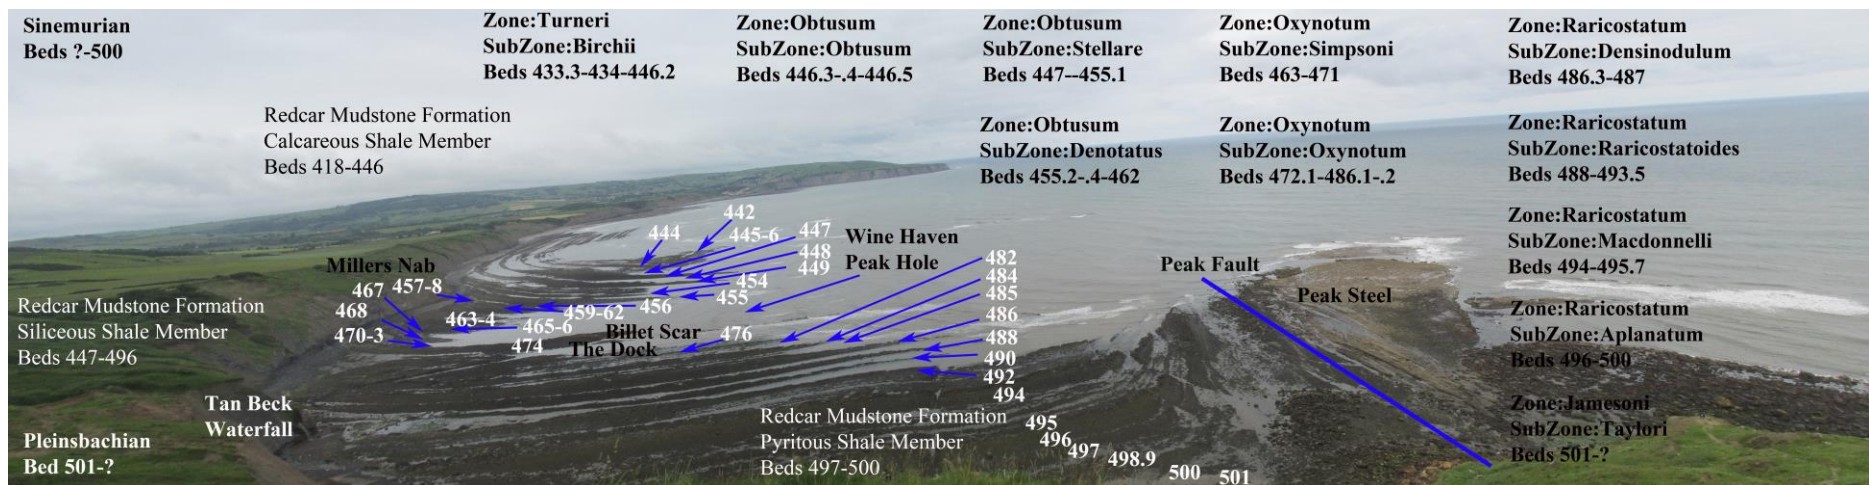 Sinemurian
Beds ?-500
Zone:Turneri
SubZone:Birchii
Beds 433.3-434-446.2
Zone:Obtusum
SubZone:Obtusum
Beds 446.3-.4-446.5
Zone:Obtusum
SubZone:Stellare
Beds 447--455.1
Zone:Oxynotum
SubZone:Simpsoni
Beds 463-471
Zone:Raricostatum
SubZone:Densinodulum
Beds 486.3-487
Redcar Mudstone Formation
Calcareous Shale Member
Beds 418-446
Zone:Obtusum
SubZone:Denotatus
Beds 455.2-.4-462
Zone:Oxynotum
SubZone:Oxynotum
Beds 472.1-486.1-.2
Zone:Raricostatum
SubZone:Raricostatoides
Beds 488-493.5
Zone:Raricostatum
SubZone:Macdonnelli
Beds 494-495.7
442
444
445-6
447
448
449
Wine Haven
Peak Hole
482
484
485
486
488
490
492
494
Millers Nab
467
457-8
468
470-3
463-4
465-6
474
459-62
454
455
456
Billet Scar
The Dock
476
Peak Fault
Peak Steel
Redcar Mudstone Formation
Siliceous Shale Member
Beds 447-496
Zone:Raricostatum
SubZone:Aplanatum
Beds 496-500
Tan Beck
Waterfall
Pleinsbachian
Bed 501-?
Redcar Mudstone Formation
Pyritous Shale Member
Beds 497-500
495
496
497
498.9
500
501
Zone:Jamesoni
SubZone:Taylori
Beds 501-?